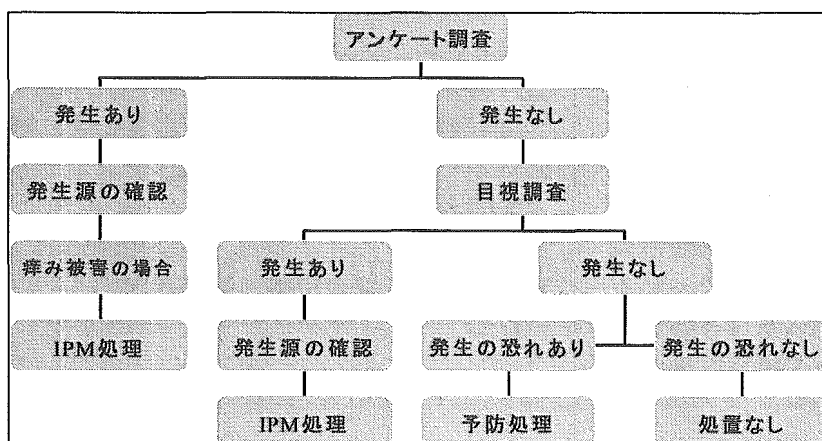 アンケート調査
発生あり
発生なし
発生源の確認
目視調査
痒み被害の場合
発生あり
発生なし
IPM処理
発生源の確認
発生の恐れあり
発生の恐れなし
IPM処理
予防処理
処置なし